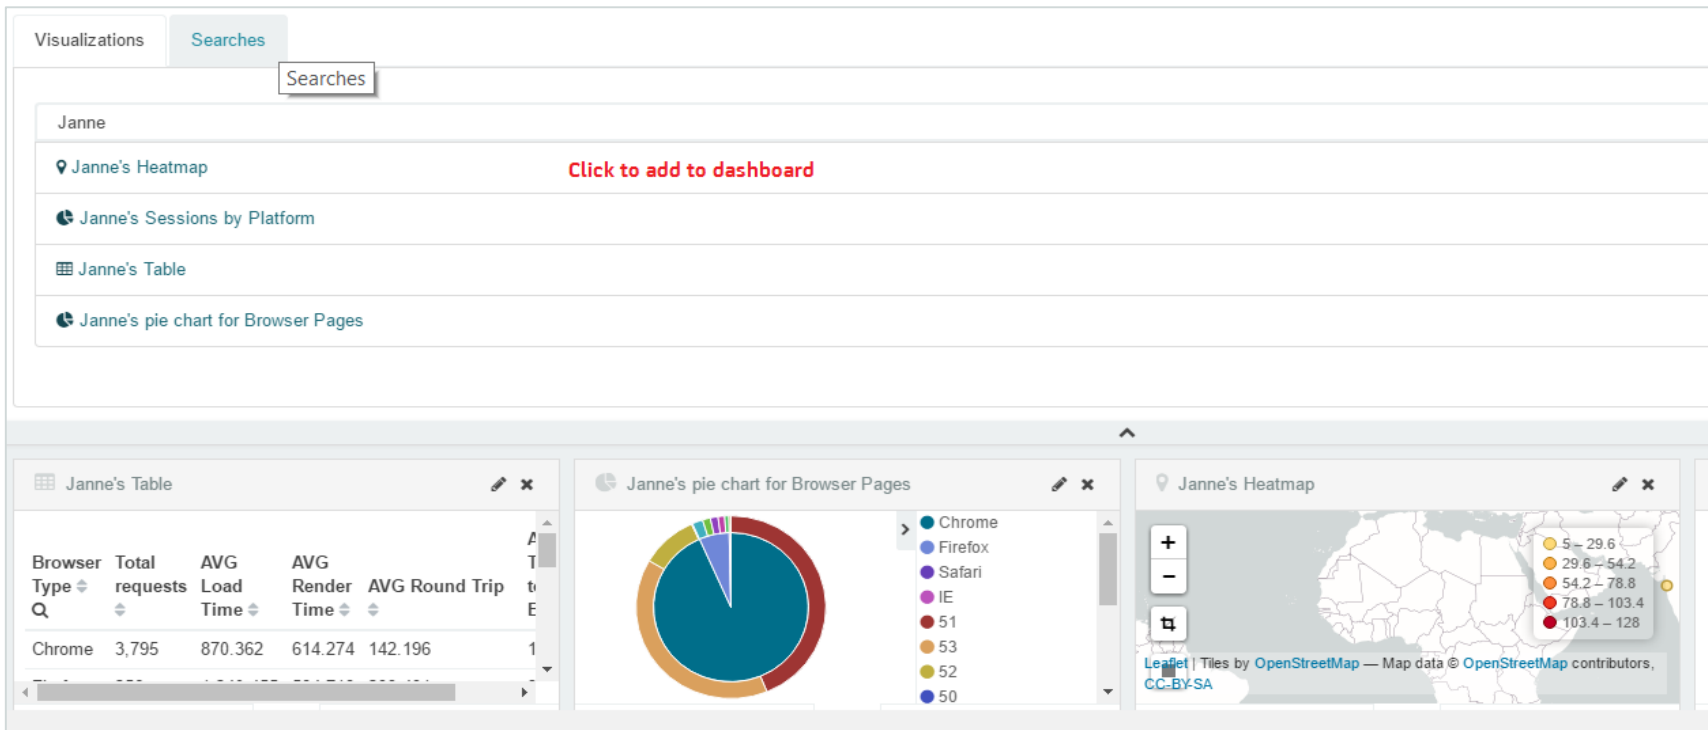 Visualizations Searches
Searches
Janne
Janne's Heatmap Click to add to dashboard
Janne's Sessions by Platform
Janne's Table
Janne's pie chart for Browser Pages
Janne's Table
Browser Type Total requests AVG Load Time AVG Render Time AVG Round Trip
Chrome 3,795 870.362 614.274 142.196
Janne's pie chart for Browser Pages
Chrome
Firefox
Safari
IE
51
53
52
50
Janne's Heatmap
+
−
5 – 29.6
29.6 – 54.2
54.2 – 78.8
78.8 – 103.4
103.4 – 128
Leaflet | Tiles by OpenStreetMap — Map data © OpenStreetMap contributors,
CC-BY-SA